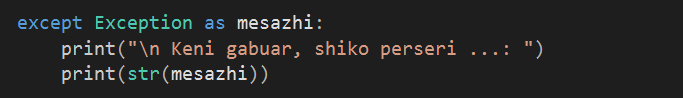 except Exception as mesazhi:
    print("\n Keni gabuar, shiko perseri ...: ")
    print(str(mesazhi))